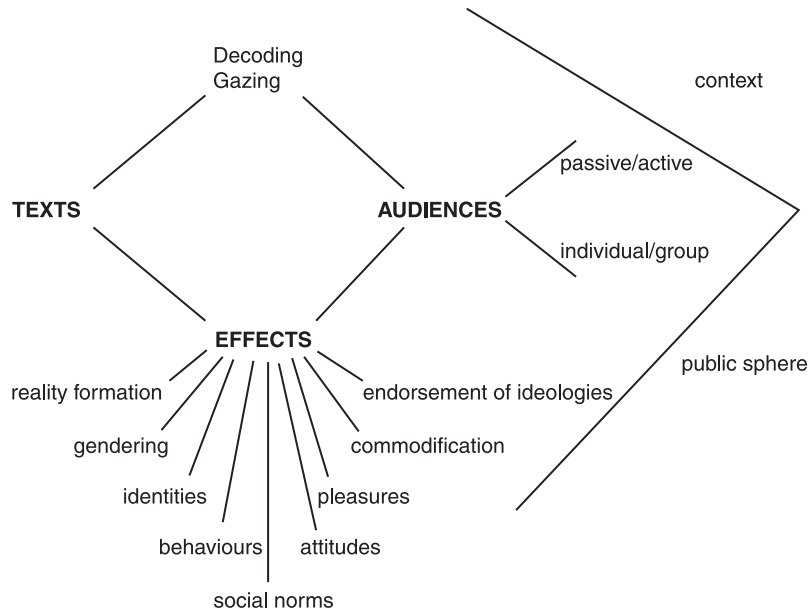 Decoding
Gazing
context
passive/active
TEXTS
AUDIENCES
individual/group
EFFECTS
public sphere
reality formation
endorsement of ideologies
gendering
commodification
identities
pleasures
behaviours
attitudes
social norms